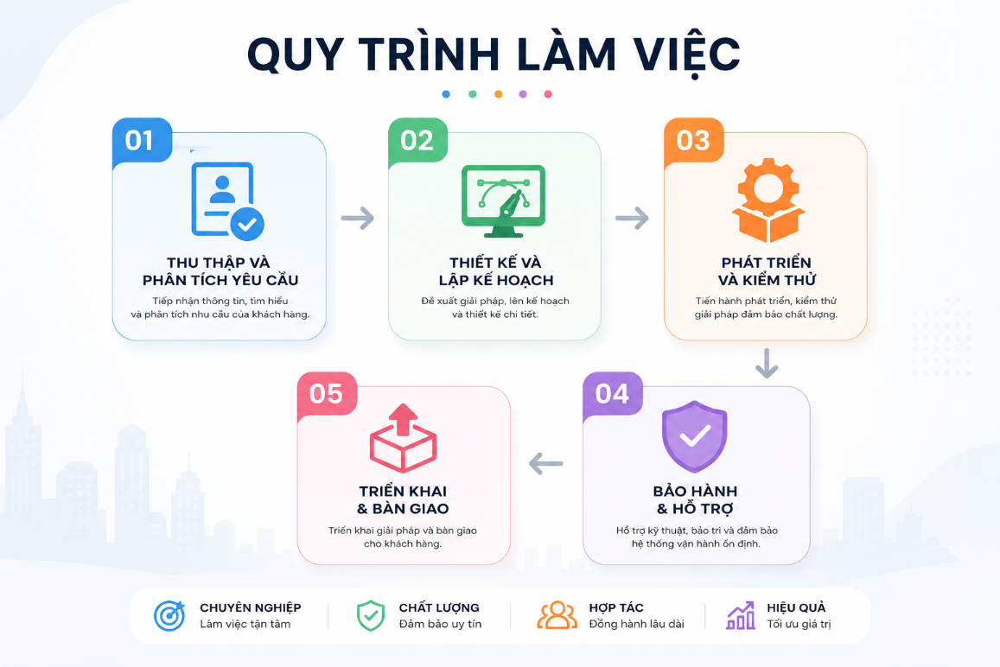 QUY TRÌNH LÀM VIỆC
01
THU THẬP VÀ
PHÂN TÍCH YÊU CẦU
Tiếp nhận thông tin, tìm hiểu
và phân tích nhu cầu của khách hàng.
02
THIẾT KẾ VÀ
LẬP KẾ HOẠCH
Đề xuất giải pháp, lên kế hoạch
và thiết kế chi tiết.
03
PHÁT TRIỂN
VÀ KIỂM THỬ
Tiến hành phát triển, kiểm thử
giải pháp đảm bảo chất lượng.
04
BẢO HÀNH
& HỖ TRỢ
Hỗ trợ kỹ thuật, bảo trì và đảm bảo
hệ thống vận hành ổn định.
05
TRIỂN KHAI
& BÀN GIAO
Triển khai giải pháp và bàn giao
cho khách hàng.
CHUYÊN NGHIỆP
Làm việc tận tâm
CHẤT LƯỢNG
Đảm bảo uy tín
HỢP TÁC
Đồng hành lâu dài
HIỆU QUẢ
Tối ưu giá trị